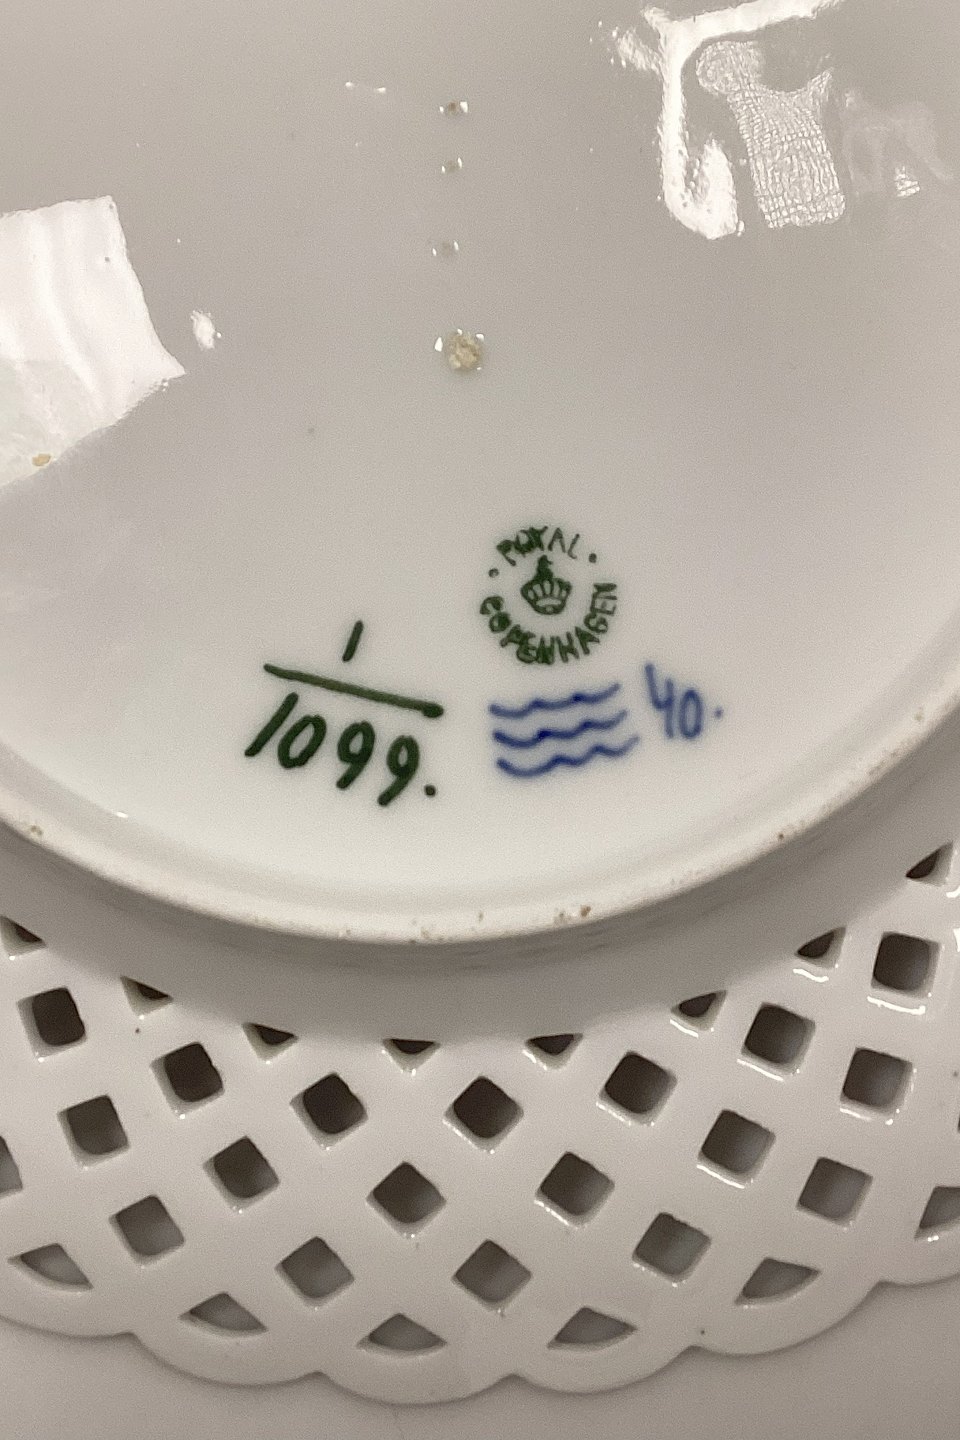 ROYAL
COPENHAGEN
1
1099.
40.